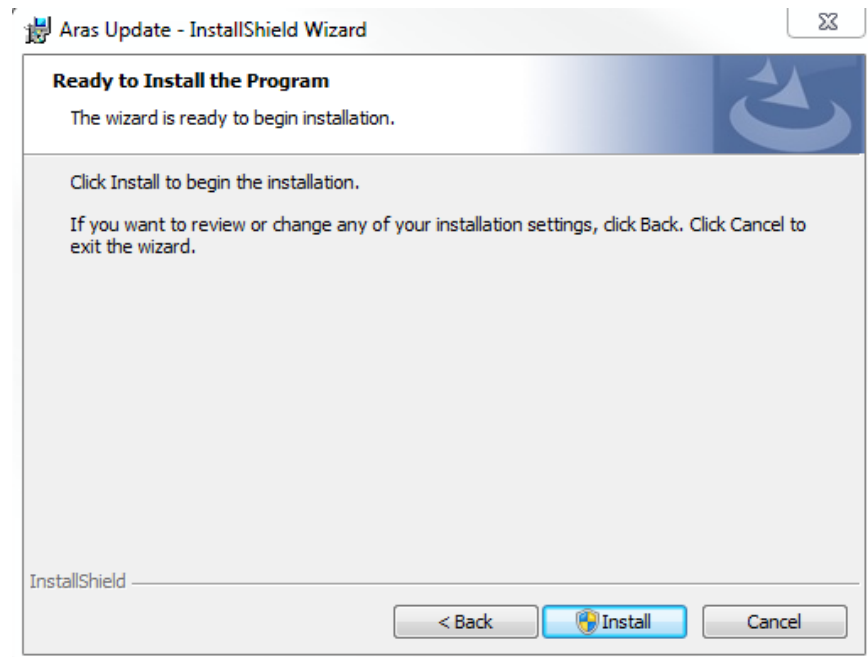 Aras Update - InstallShield Wizard
Ready to Install the Program
The wizard is ready to begin installation.
Click Install to begin the installation.
If you want to review or change any of your installation settings, click Back. Click Cancel to
exit the wizard.
InstallShield
< Back
Install
Cancel